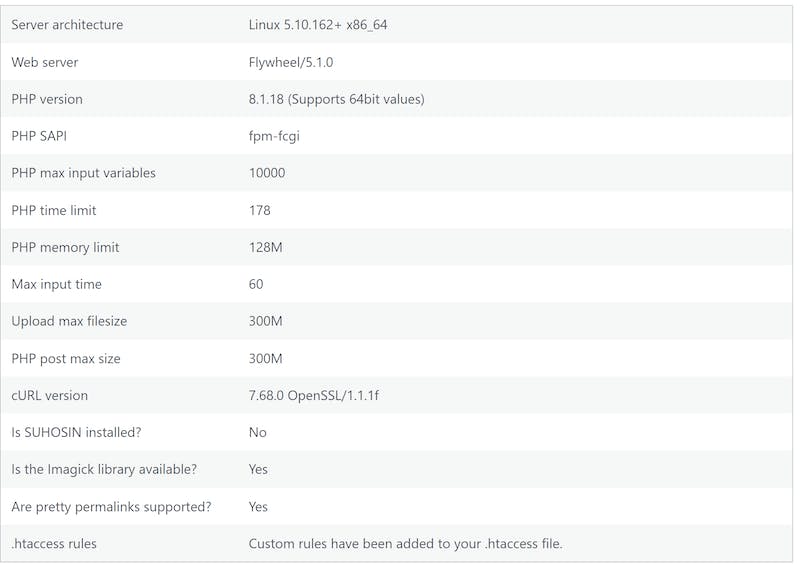 Server architecture Linux 5.10.162+ x86_64
Web server Flywheel/5.1.0
PHP version 8.1.18 (Supports 64bit values)
PHP SAPI fpm-fcgi
PHP max input variables 10000
PHP time limit 178
PHP memory limit 128M
Max input time 60
Upload max filesize 300M
PHP post max size 300M
cURL version 7.68.0 OpenSSL/1.1.1f
Is SUHOSIN installed? No
Is the Imagick library available? Yes
Are pretty permalinks supported? Yes
.htaccess rules Custom rules have been added to your .htaccess file.